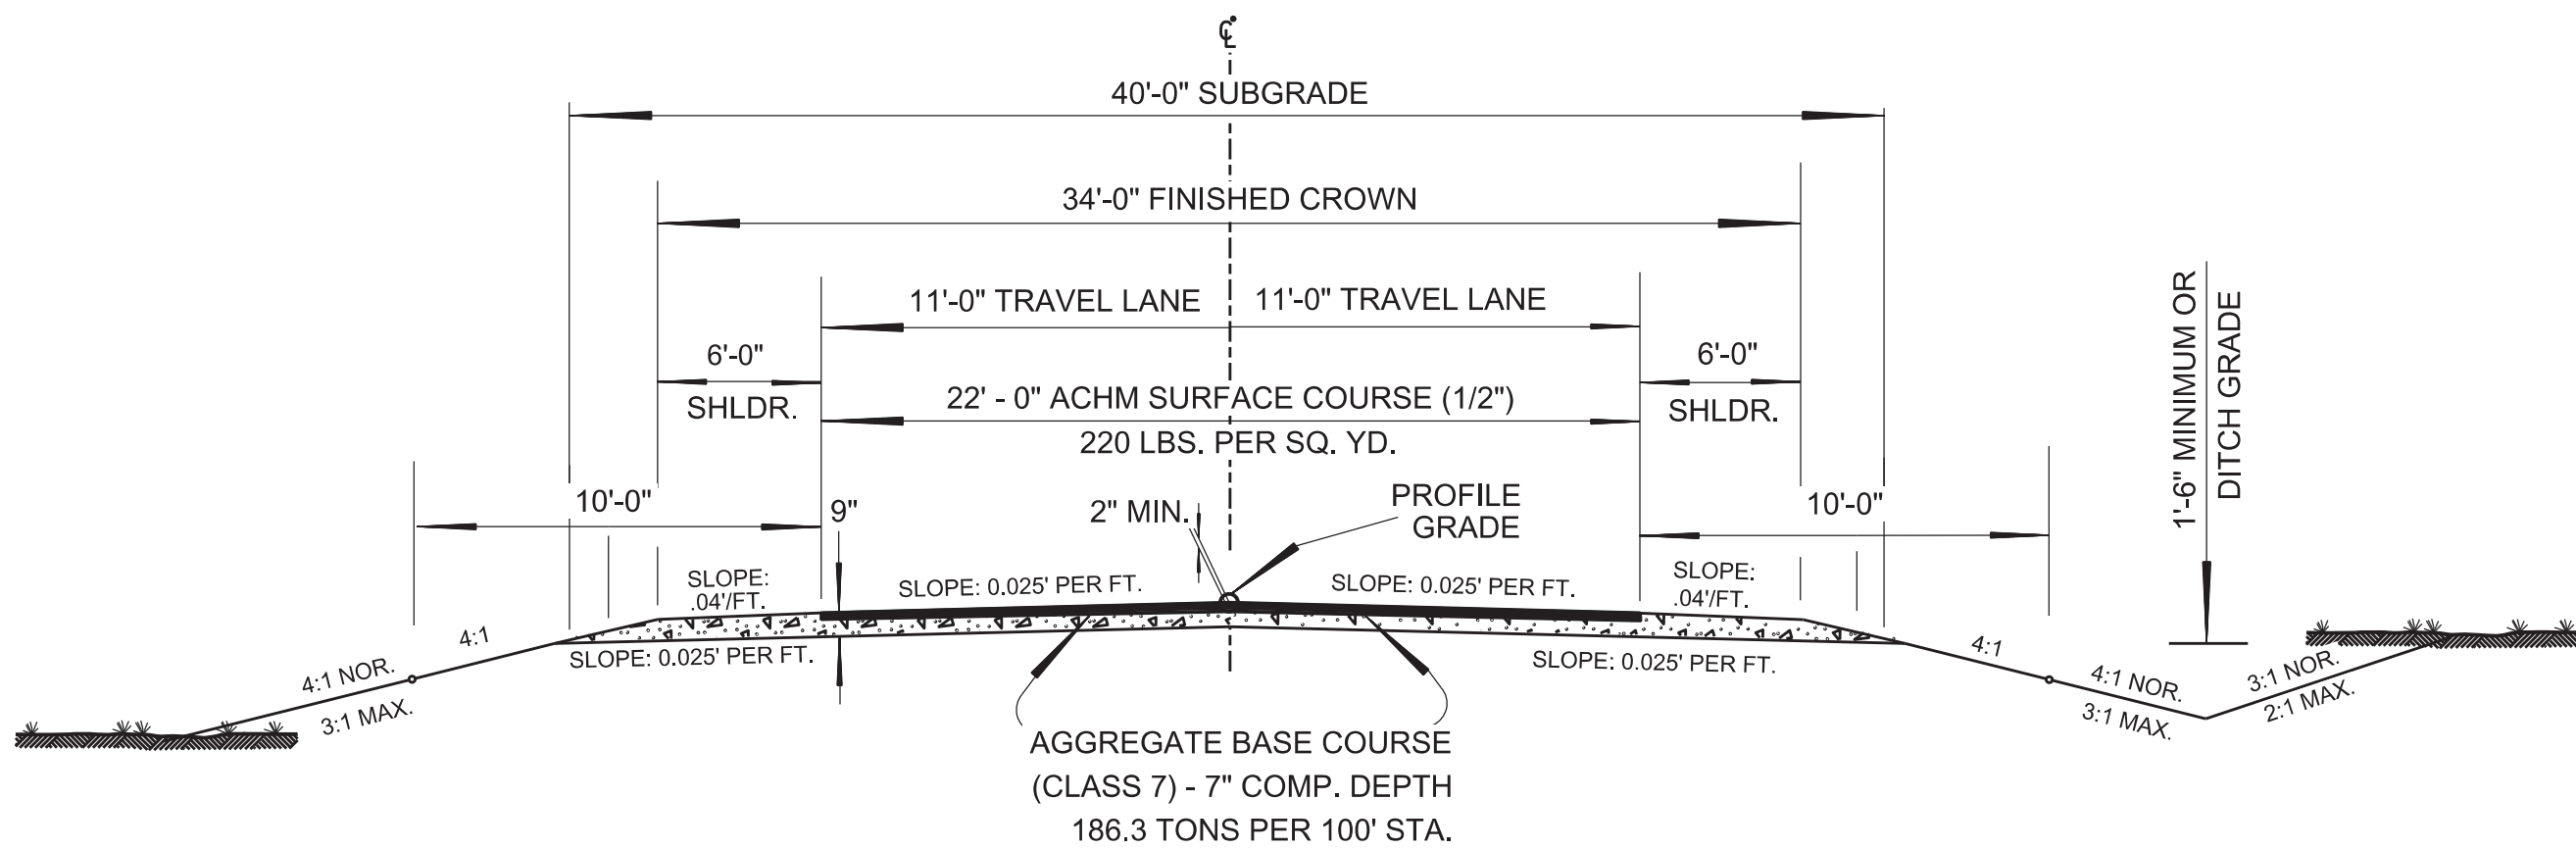 ℄
40'-0" SUBGRADE
34'-0" FINISHED CROWN
11'-0" TRAVEL LANE
11'-0" TRAVEL LANE
6'-0"
SHLDR.
6'-0"
SHLDR.
22' - 0" ACHM SURFACE COURSE (1/2")
220 LBS. PER SQ. YD.
1'-6" MINIMUM OR
DITCH GRADE
10'-0"
9"
2" MIN.
PROFILE
GRADE
10'-0"
SLOPE:
.04'/FT.
SLOPE: 0.025' PER FT.
SLOPE: 0.025' PER FT.
SLOPE:
.04'/FT.
4:1 NOR.
3:1 MAX.
4:1
SLOPE: 0.025' PER FT.
SLOPE: 0.025' PER FT.
4:1
4:1 NOR.
3:1 MAX.
3:1 NOR.
2:1 MAX.
AGGREGATE BASE COURSE
(CLASS 7) - 7" COMP. DEPTH
186.3 TONS PER 100' STA.